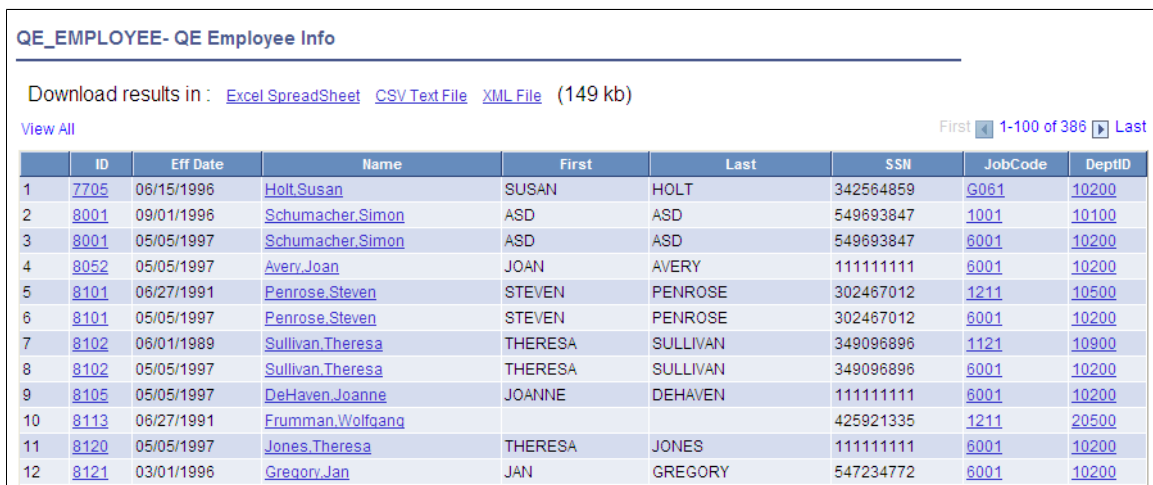 QE_EMPLOYEE- QE Employee Info
Download results in : Excel SpreadSheet CSV Text File XML File (149 kb)
View All First 1-100 of 386 Last
ID Eff Date Name First Last SSN JobCode DeptID
1 7705 06/15/1996 Holt,Susan SUSAN HOLT 342564859 G061 10200
2 8001 09/01/1996 Schumacher,Simon ASD ASD 549693847 1001 10100
3 8001 05/05/1997 Schumacher,Simon ASD ASD 549693847 6001 10200
4 8052 05/05/1997 Avery,Joan JOAN AVERY 111111111 6001 10200
5 8101 06/27/1991 Penrose,Steven STEVEN PENROSE 302467012 1211 10500
6 8101 05/05/1997 Penrose,Steven STEVEN PENROSE 302467012 6001 10200
7 8102 06/01/1989 Sullivan,Theresa THERESA SULLIVAN 349096896 1121 10900
8 8102 05/05/1997 Sullivan,Theresa THERESA SULLIVAN 349096896 6001 10200
9 8105 05/05/1997 DeHaven,Joanne JOANNE DEHAVEN 111111111 6001 10200
10 8113 06/27/1991 Frumman,Wolfgang 425921335 1211 20500
11 8120 05/05/1997 Jones,Theresa THERESA JONES 111111111 6001 10200
12 8121 03/01/1996 Gregory,Jan JAN GREGORY 547234772 6001 10200